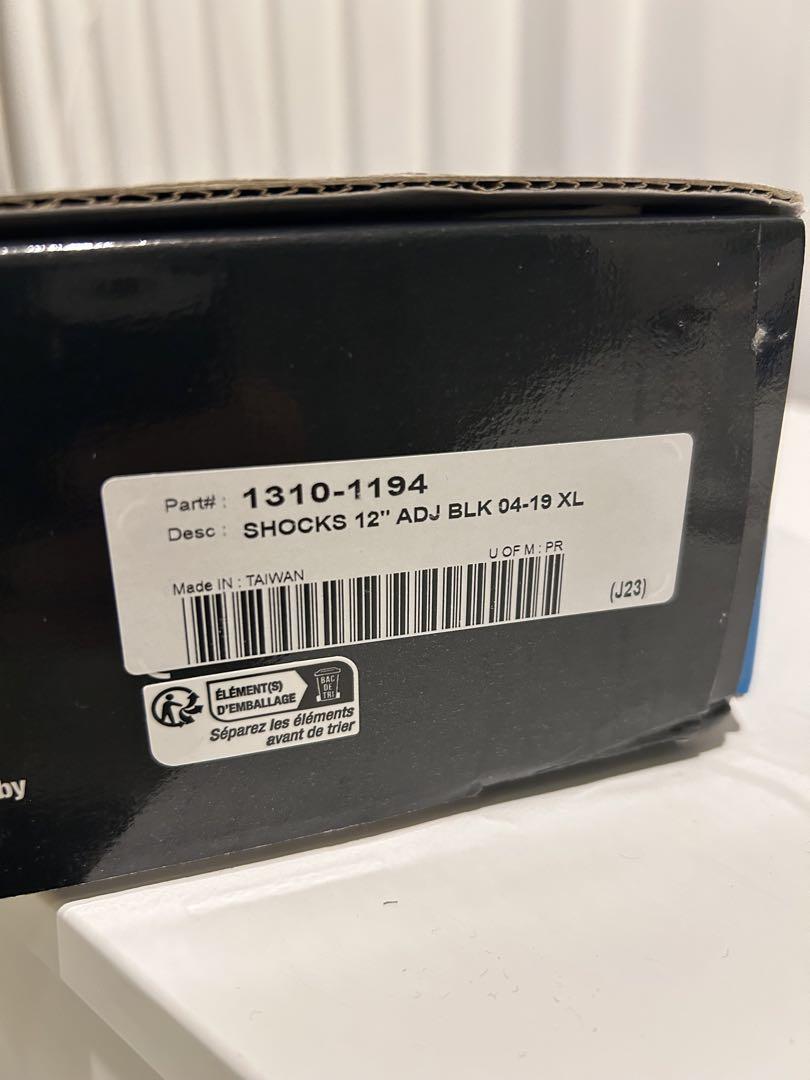 Part# : 1310-1194
Desc : SHOCKS 12" ADJ BLK 04-19 XL
U OF M : PR
Made IN : TAIWAN
(J23)
ÉLÉMENT(S)
D'EMBALLAGE
BAC
DE
TRI
Séparez les éléments
avant de trier
by